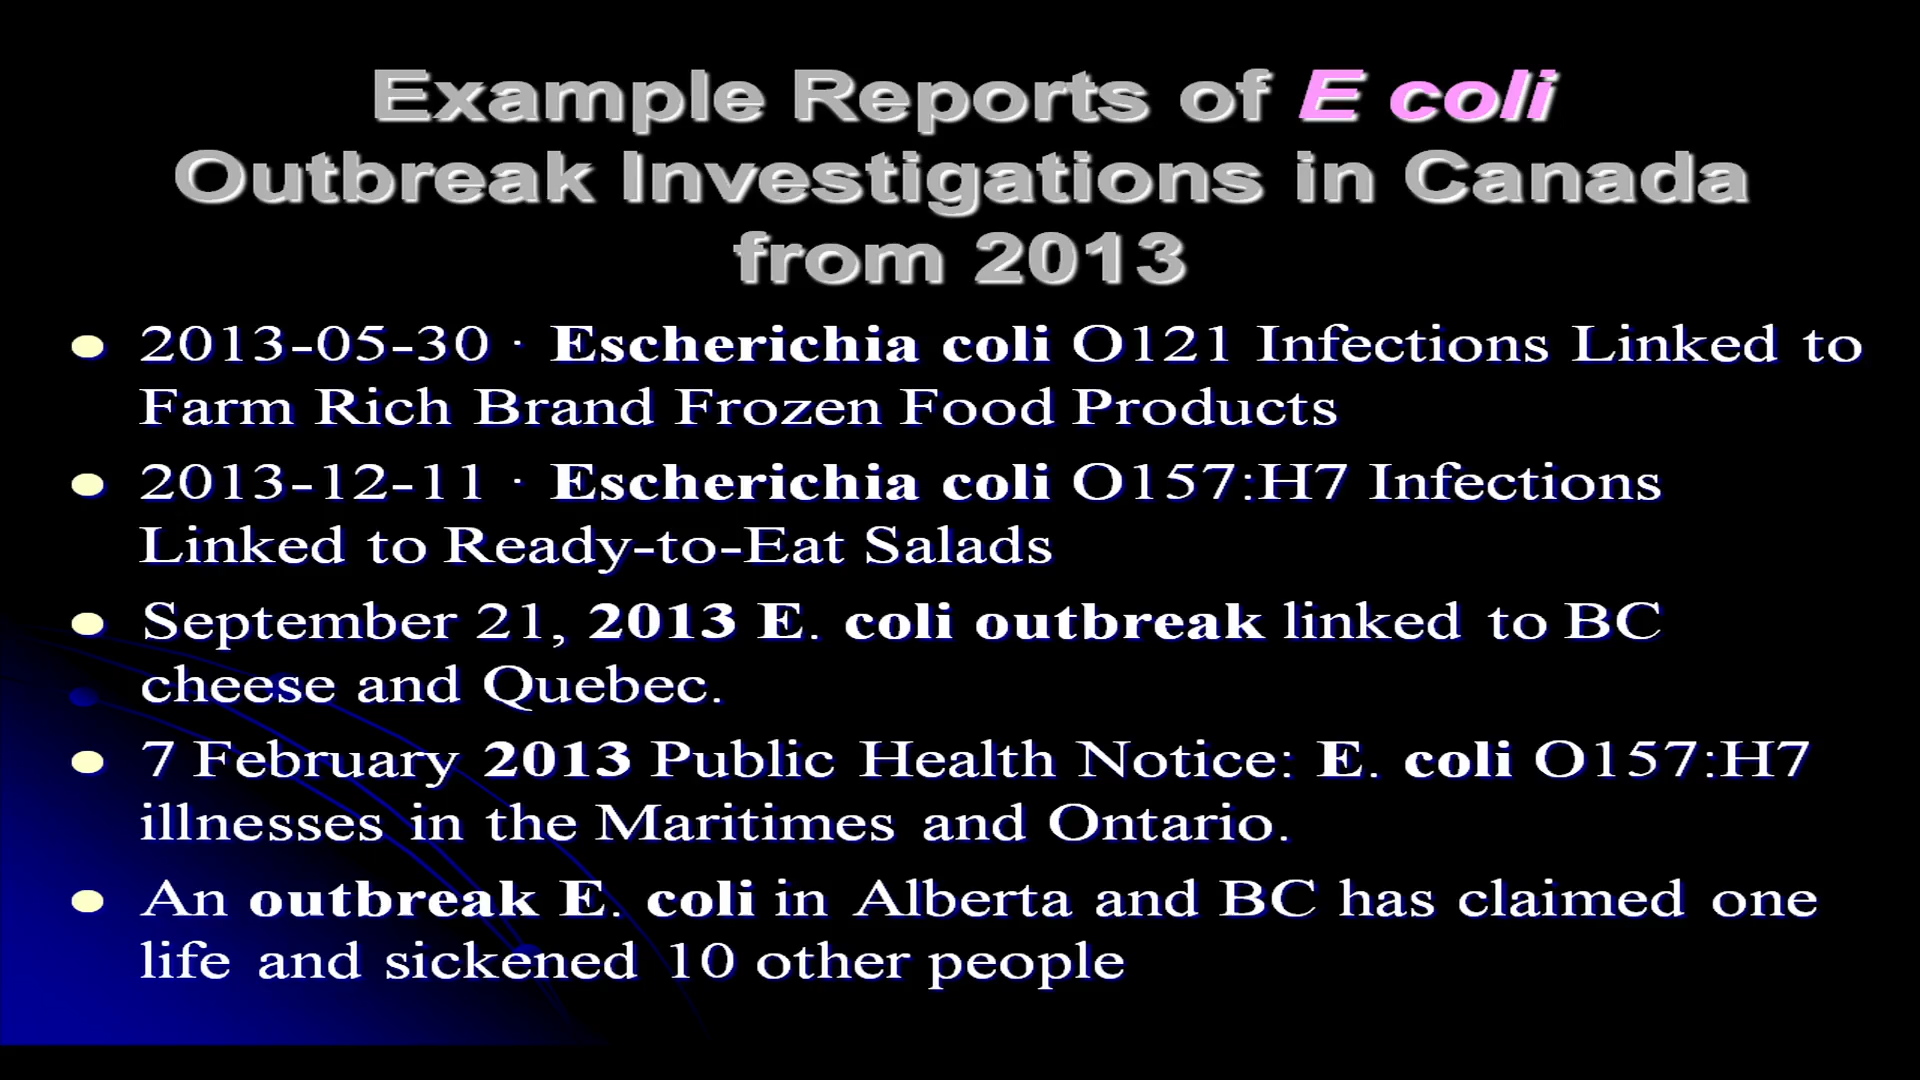 Example Reports of E coli
Outbreak Investigations in Canada
from 2013
2013-05-30 · Escherichia coli O121 Infections Linked to
Farm Rich Brand Frozen Food Products
2013-12-11 · Escherichia coli O157:H7 Infections
Linked to Ready-to-Eat Salads
September 21, 2013 E. coli outbreak linked to BC
cheese and Quebec.
7 February 2013 Public Health Notice: E. coli O157:H7
illnesses in the Maritimes and Ontario.
An outbreak E. coli in Alberta and BC has claimed one
life and sickened 10 other people